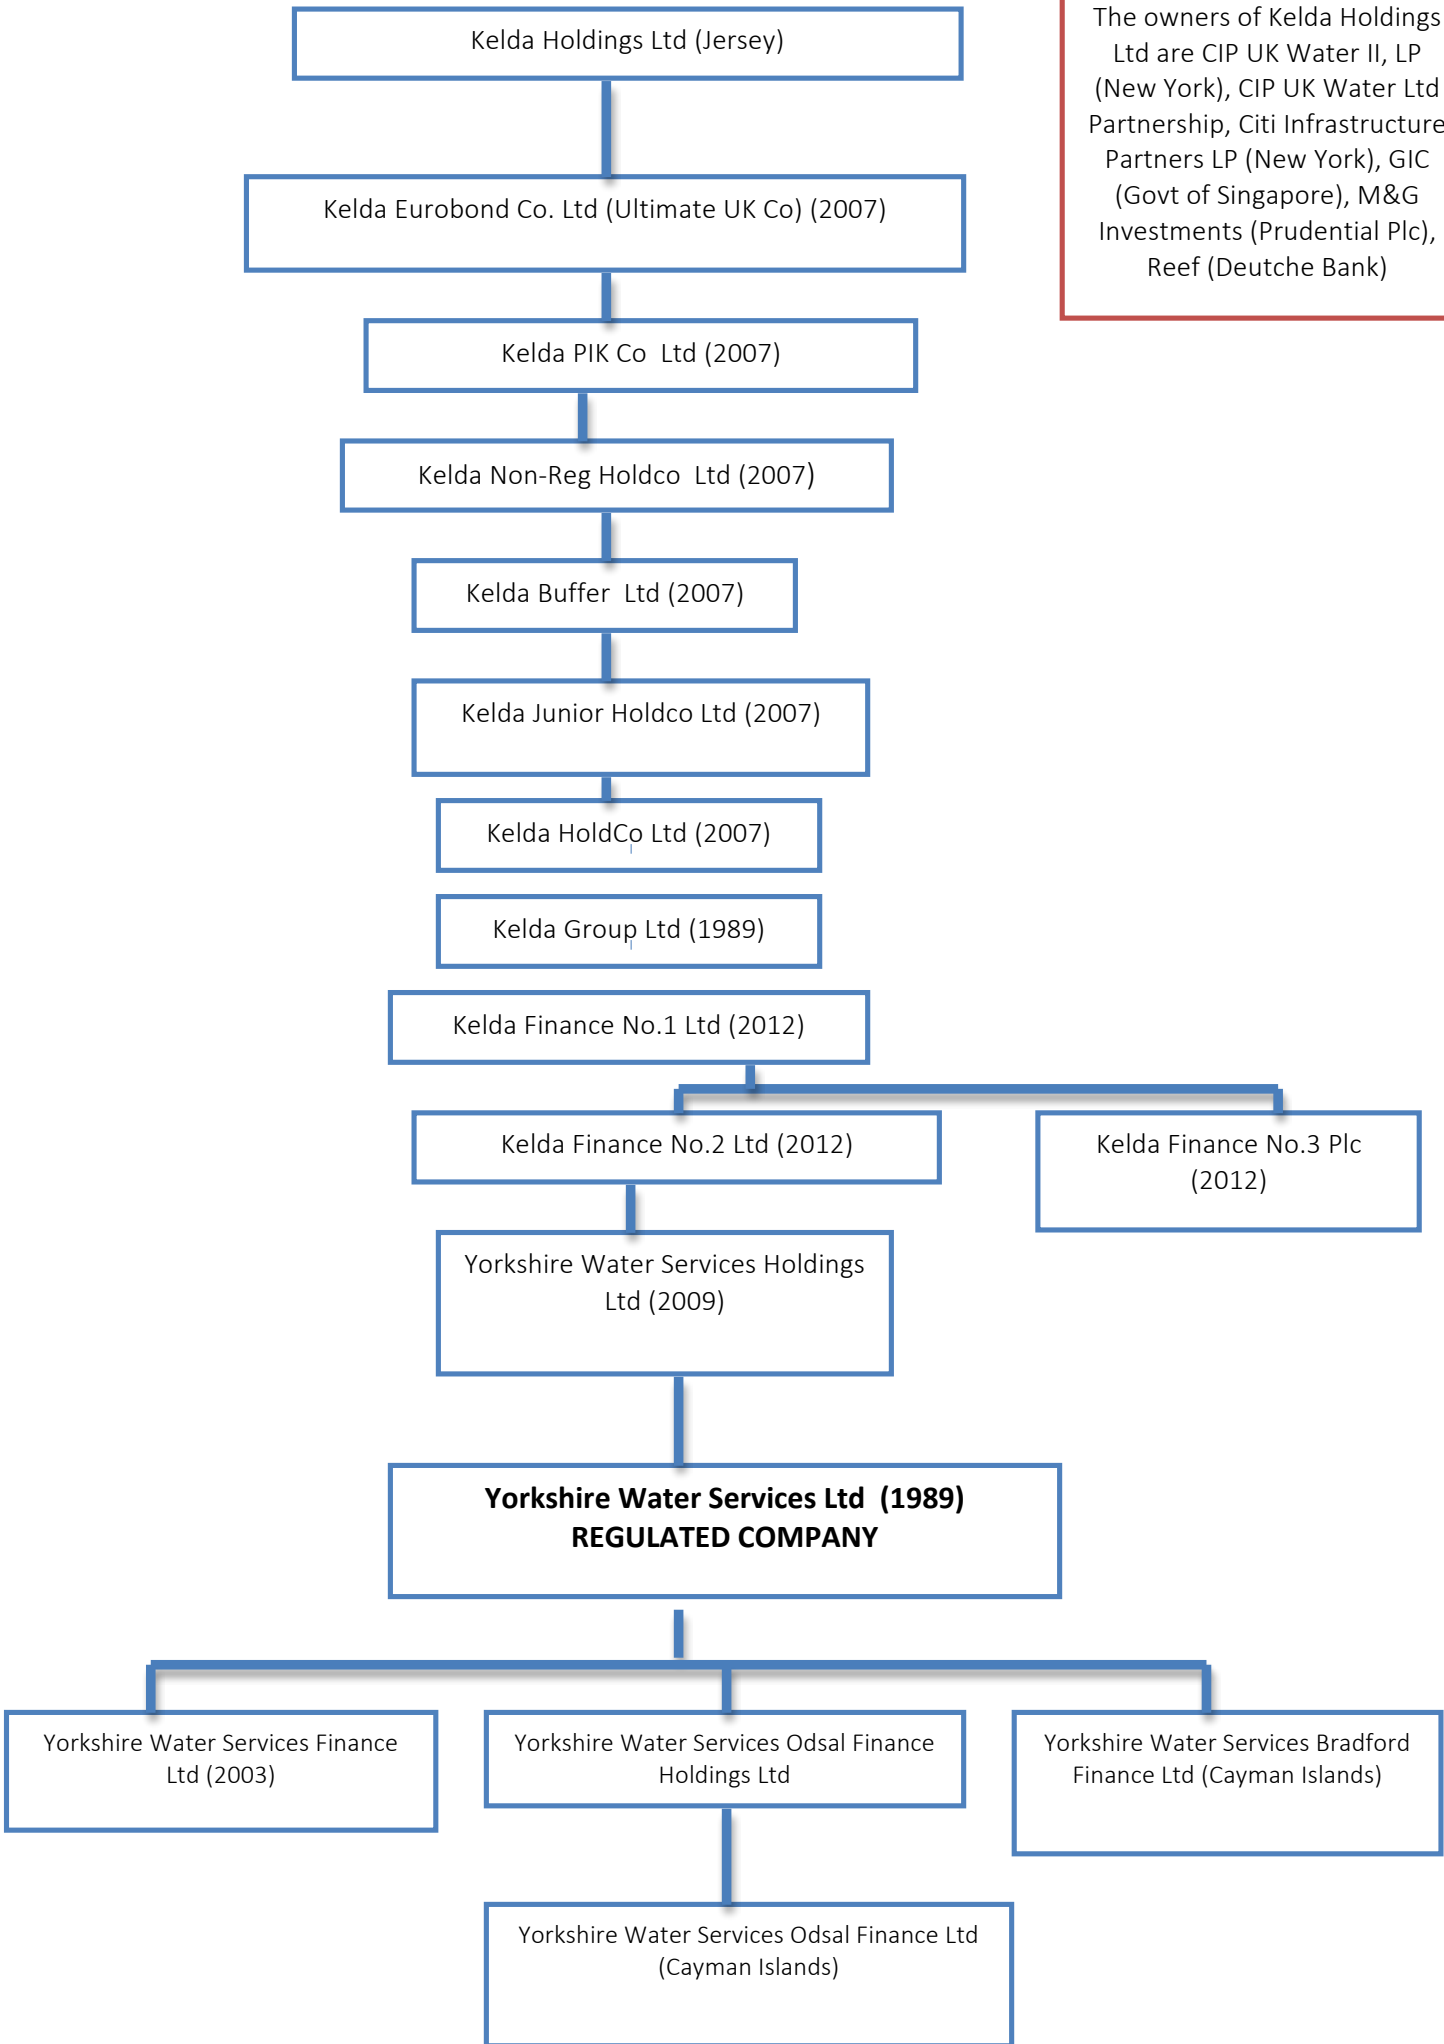 Kelda Holdings Ltd (Jersey)
The owners of Kelda Holdings
Ltd are CIP UK Water II, LP
(New York), CIP UK Water Ltd
Partnership, Citi Infrastructure
Partners LP (New York), GIC
(Govt of Singapore), M&G
Investments (Prudential Plc),
Reef (Deutche Bank)
Kelda Eurobond Co. Ltd (Ultimate UK Co) (2007)
Kelda PIK Co  Ltd (2007)
Kelda Non-Reg Holdco  Ltd (2007)
Kelda Buffer  Ltd (2007)
Kelda Junior Holdco Ltd (2007)
Kelda HoldCo Ltd (2007)
Kelda Group Ltd (1989)
Kelda Finance No.1 Ltd (2012)
Kelda Finance No.2 Ltd (2012)
Kelda Finance No.3 Plc
(2012)
Yorkshire Water Services Holdings
Ltd (2009)
Yorkshire Water Services Ltd  (1989)
REGULATED COMPANY
Yorkshire Water Services Finance
Ltd (2003)
Yorkshire Water Services Odsal Finance
Holdings Ltd
Yorkshire Water Services Bradford
Finance Ltd (Cayman Islands)
Yorkshire Water Services Odsal Finance Ltd
(Cayman Islands)